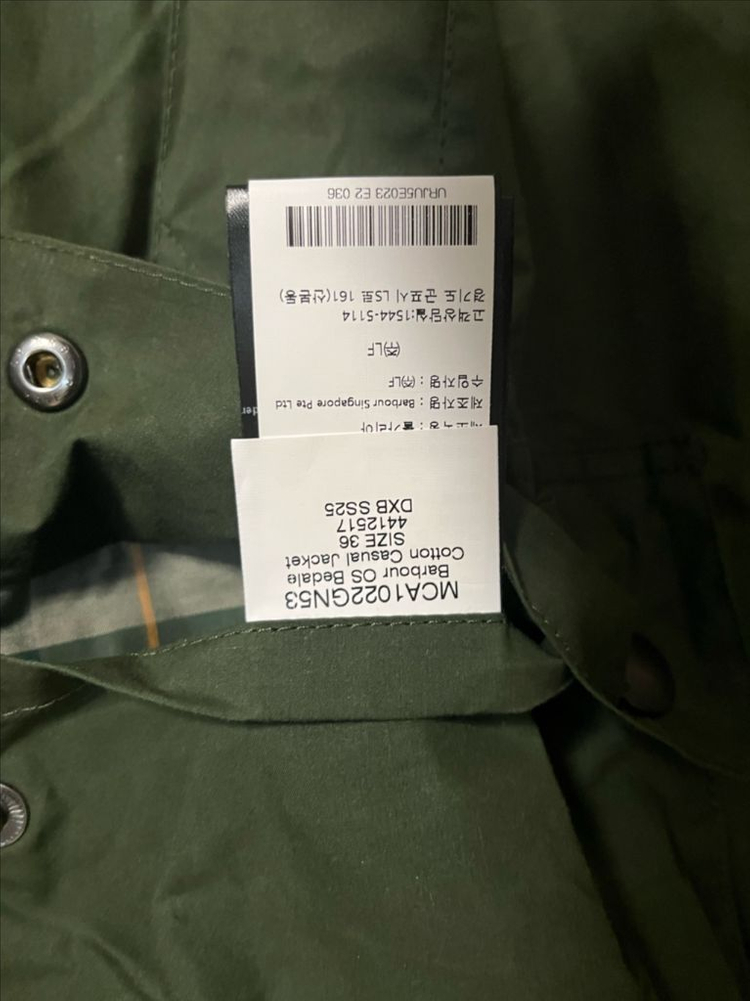 MCA1022GN53
Barbour OS Bedale
Cotton Casual Jacket
SIZE 36
4412517
DXB SS25
제조자명 : Barbour Singapore Pte Ltd
수입자명 : ㈜LF
㈜LF
고객상담실:1544-5114
경기도 군포시 LS로 161(산본동)
URJU5E023 E2 036